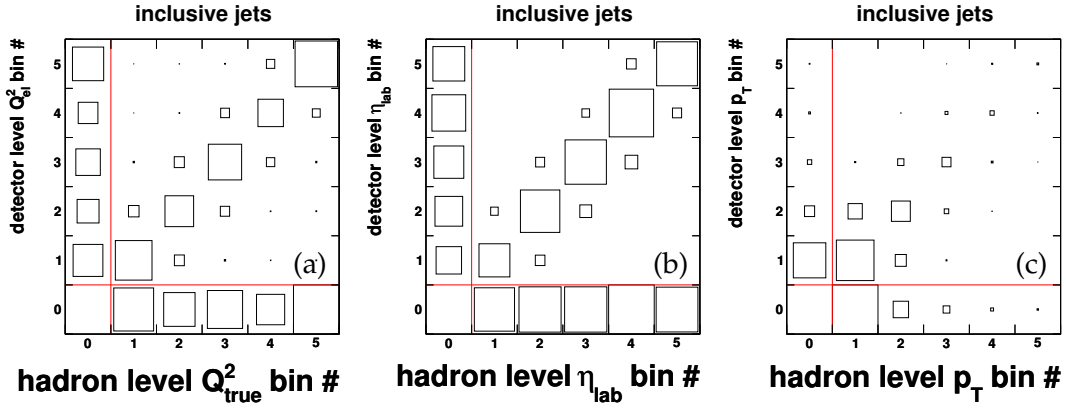 inclusive jets
detector level Q²el bin #
5
4
3
2
1
0
(a)
0 1 2 3 4 5
hadron level Q²true bin #
inclusive jets
detector level ηlab bin #
5
4
3
2
1
0
(b)
0 1 2 3 4 5
hadron level ηlab bin #
inclusive jets
detector level pT bin #
5
4
3
2
1
0
(c)
0 1 2 3 4 5
hadron level pT bin #